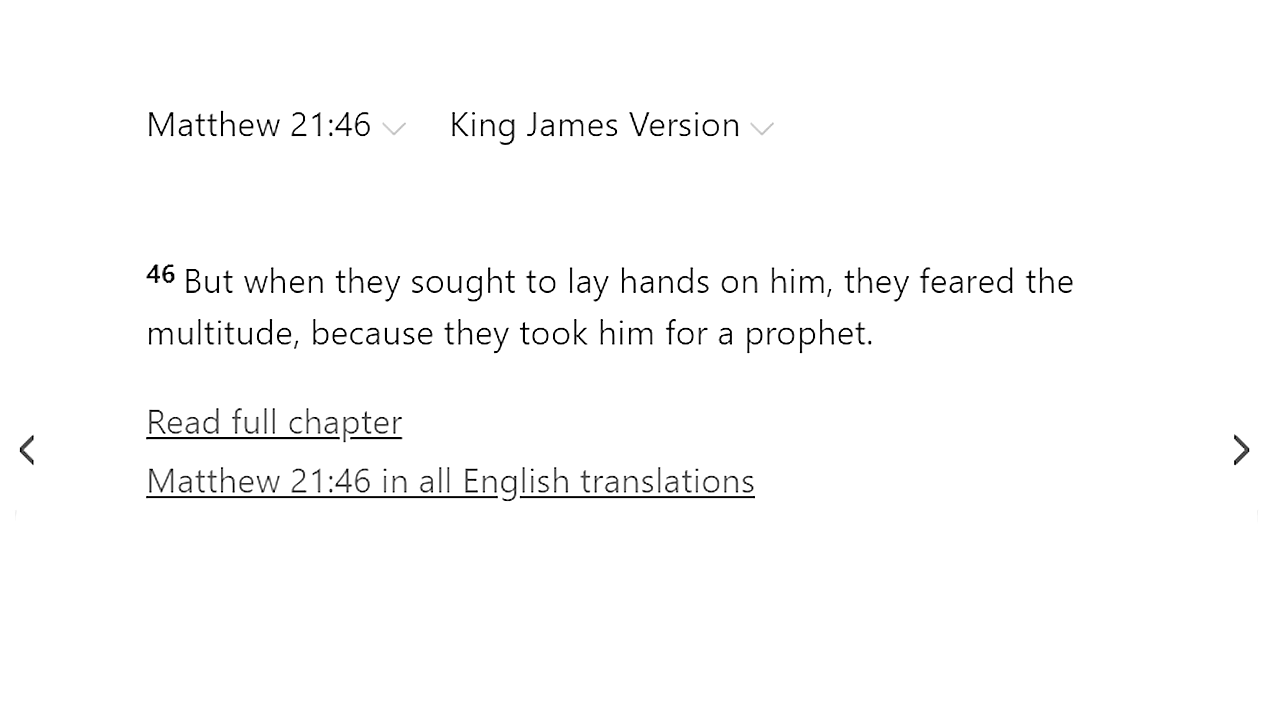 Matthew 21:46 King James Version
46 But when they sought to lay hands on him, they feared the
multitude, because they took him for a prophet.
Read full chapter
Matthew 21:46 in all English translations